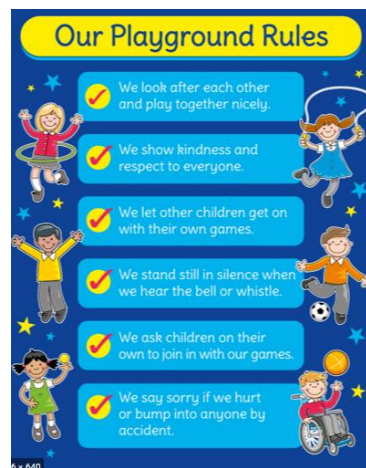 Our Playground Rules
We look after each other
and play together nicely.
We show kindness and
respect to everyone.
We let other children get on
with their own games.
We stand still in silence when
we hear the bell or whistle.
We ask children on their
own to join in with our games.
We say sorry if we hurt
or bump into anyone by
accident.
6 × 640